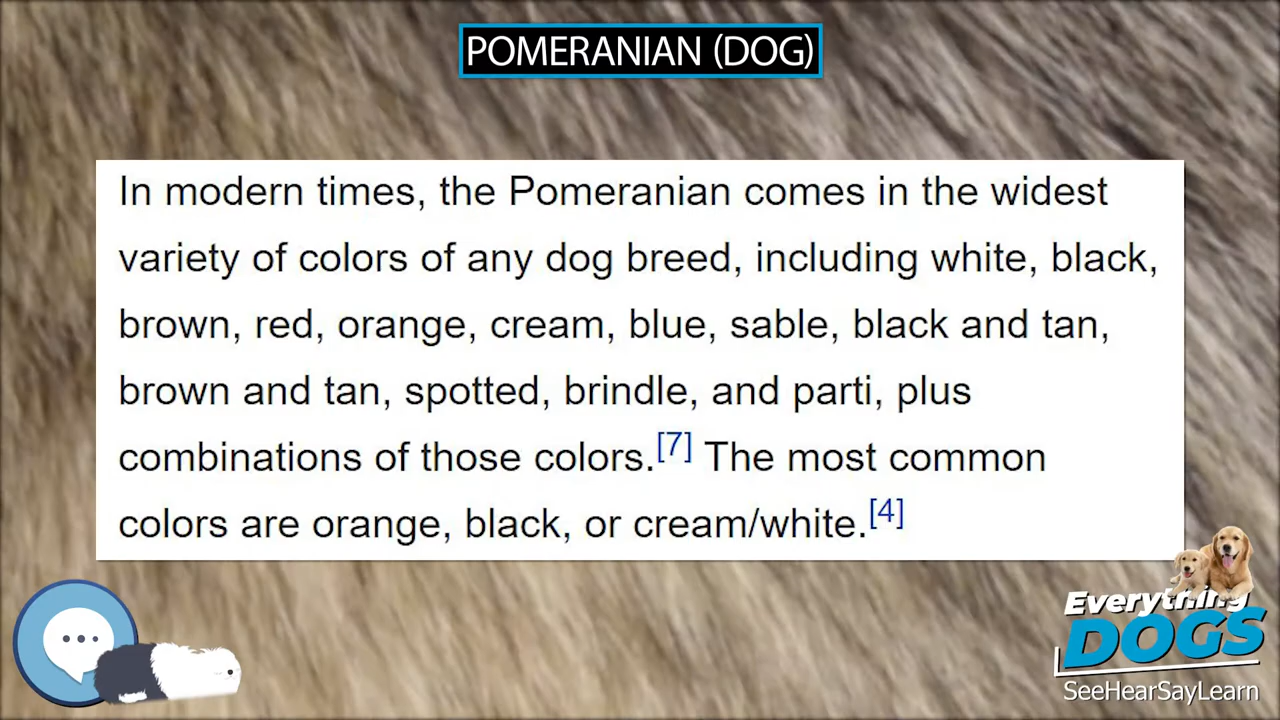 POMERANIAN (DOG)
In modern times, the Pomeranian comes in the widest
variety of colors of any dog breed, including white, black,
brown, red, orange, cream, blue, sable, black and tan,
brown and tan, spotted, brindle, and parti, plus
combinations of those colors.[7] The most common
colors are orange, black, or cream/white.[4]
Everything
DOGS
SeeHearSayLearn